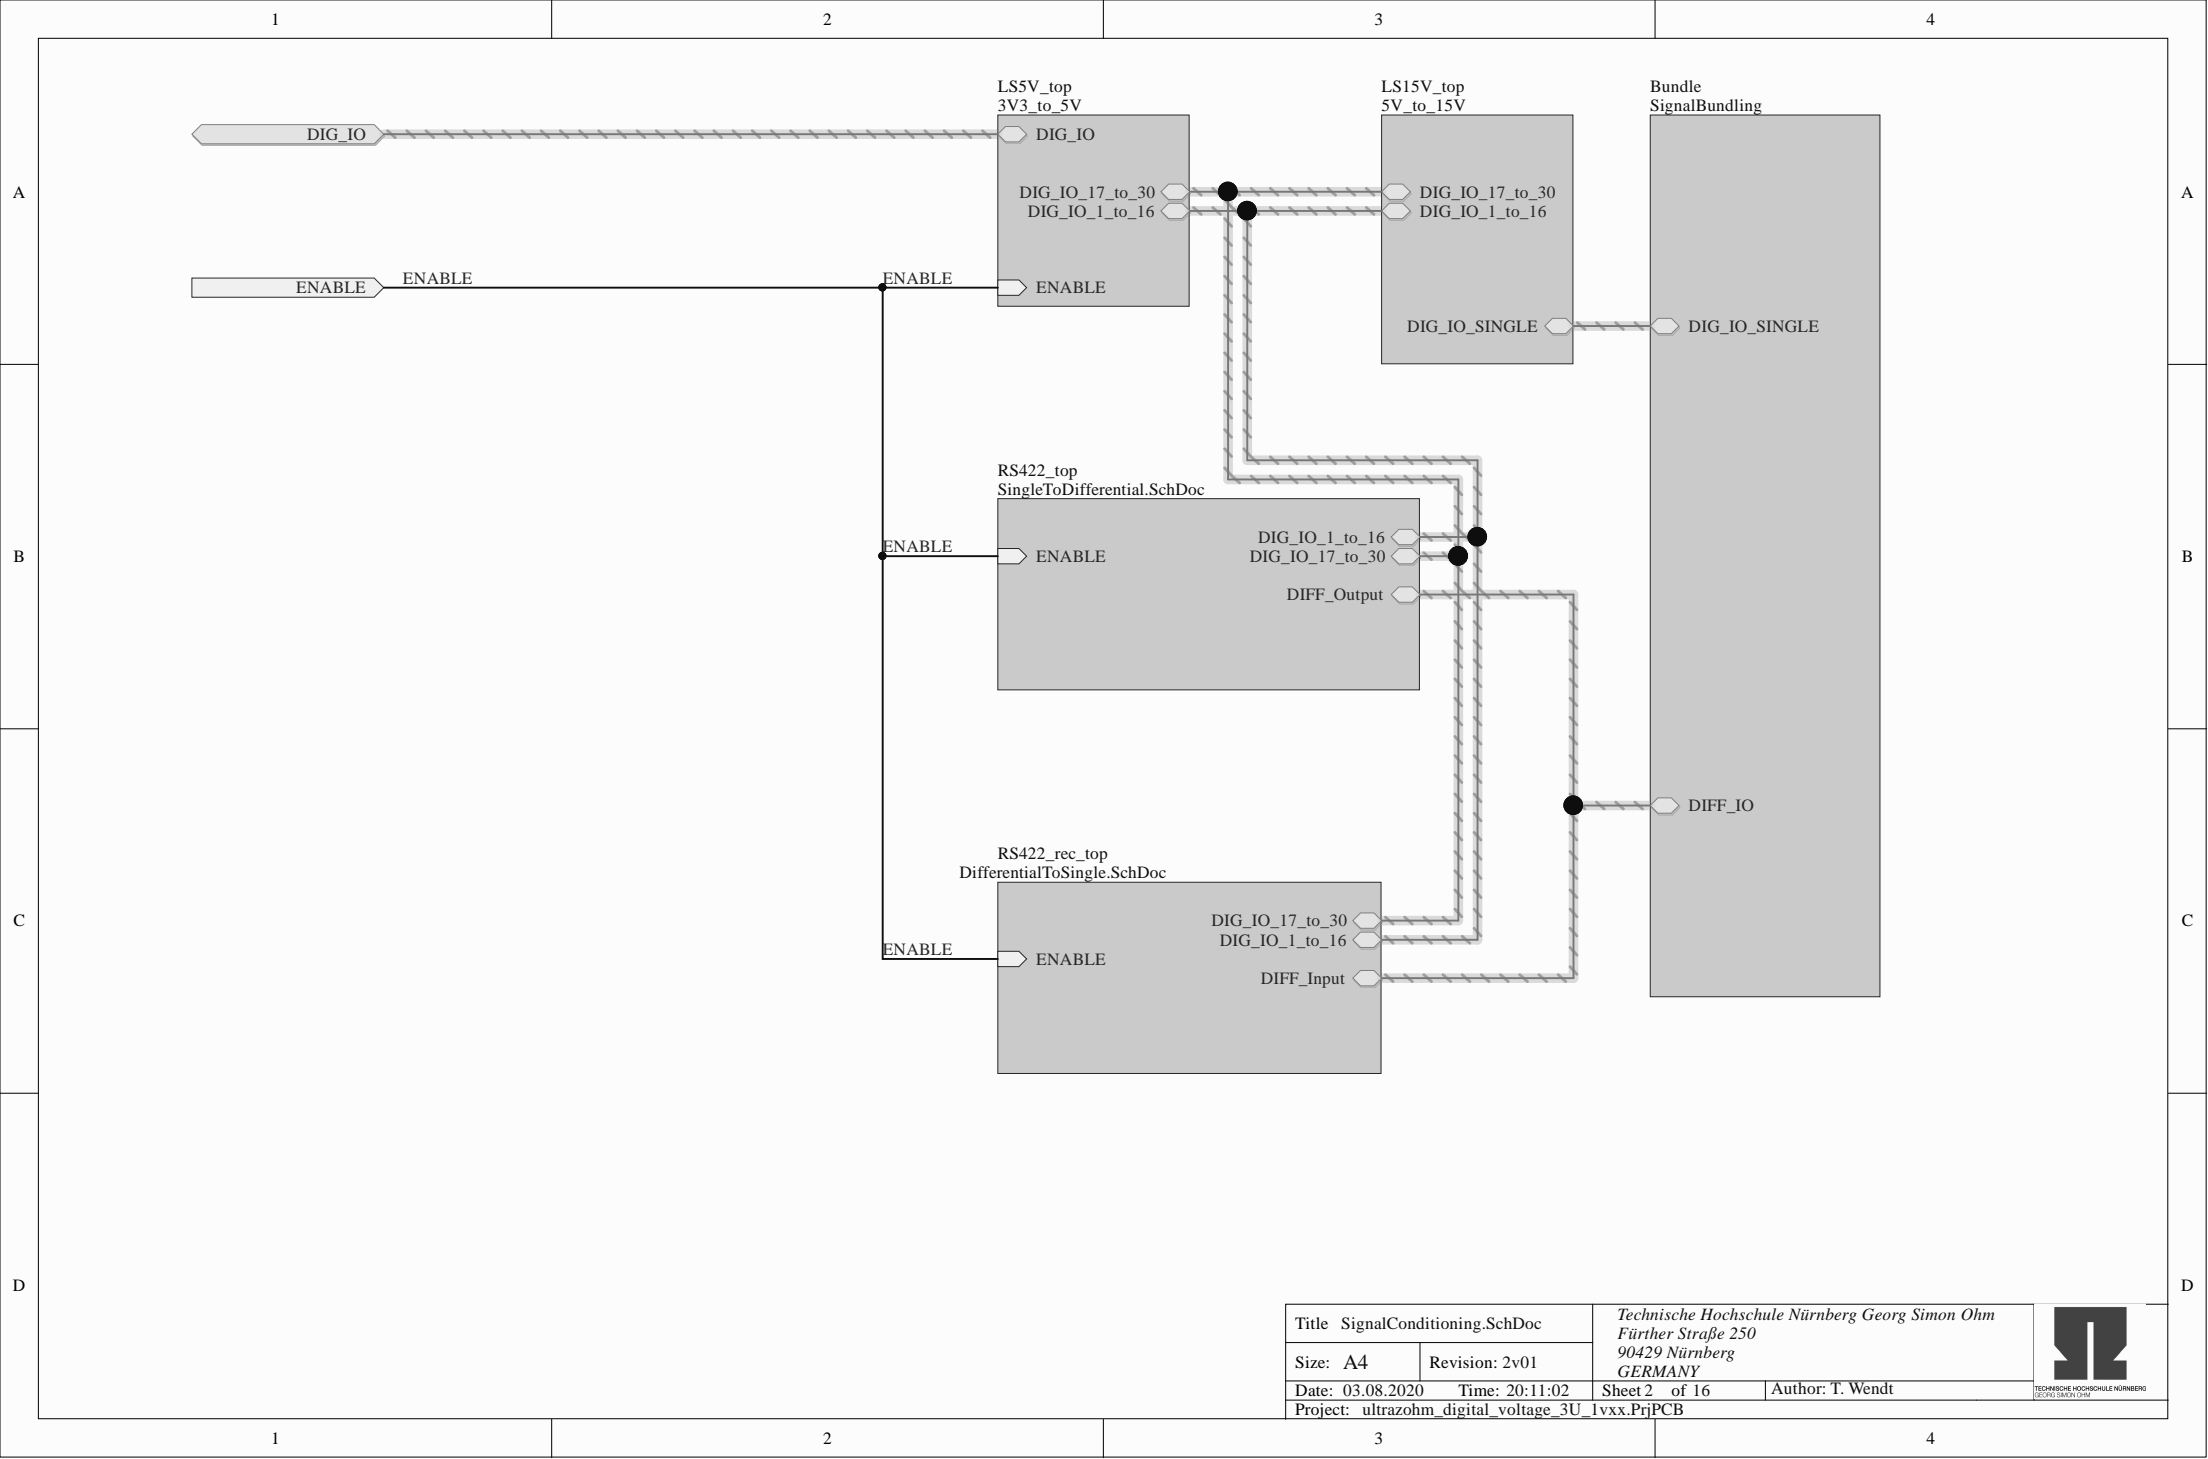 1 2 3 4
LS5V_top
3V3_to_5V
LS15V_top
5V_to_15V
Bundle
SignalBundling
DIG_IO
DIG_IO
A
DIG_IO_17_to_30
DIG_IO_17_to_30
A
DIG_IO_1_to_16
DIG_IO_1_to_16
ENABLE
ENABLE
ENABLE
ENABLE
DIG_IO_SINGLE
DIG_IO_SINGLE
RS422_top
SingleToDifferential.SchDoc
DIG_IO_1_to_16
B
ENABLE
ENABLE
DIG_IO_17_to_30
B
DIFF_Output
DIFF_IO
RS422_rec_top
DifferentialToSingle.SchDoc
C
DIG_IO_17_to_30
C
DIG_IO_1_to_16
ENABLE
ENABLE
DIFF_Input
D
D
Title SignalConditioning.SchDoc
Size: A4
Revision: 2v01
Date: 03.08.2020
Time: 20:11:02
Sheet 2 of 16
Author: T. Wendt
Project: ultrazohm_digital_voltage_3U_1vxx.PrjPCB
Technische Hochschule Nürnberg Georg Simon Ohm
Fürther Straße 250
90429 Nürnberg
GERMANY
TECHNISCHE HOCHSCHULE NÜRNBERG
GEORG SIMON OHM
1 2 3 4